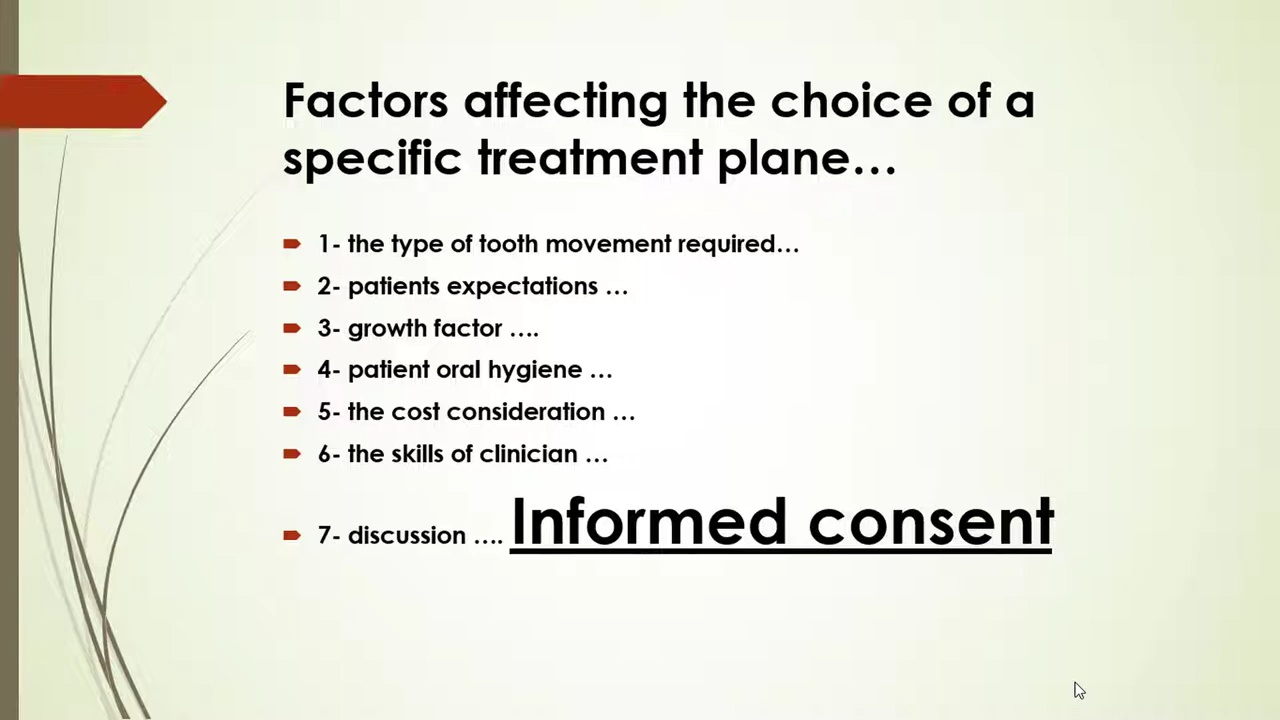 Factors affecting the choice of a
specific treatment plane...
1- the type of tooth movement required...
2- patients expectations ...
3- growth factor ....
4- patient oral hygiene ...
5- the cost consideration ...
6- the skills of clinician ...
7- discussion .... Informed consent